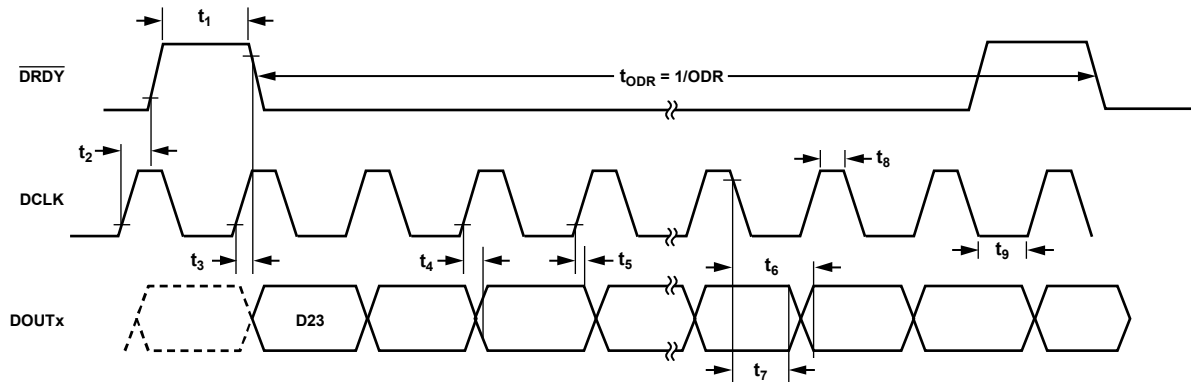 t1
DRDY
tODR = 1/ODR
t2
t8
DCLK
t3
t4
t5
t6
t9
DOUTx
D23
t7